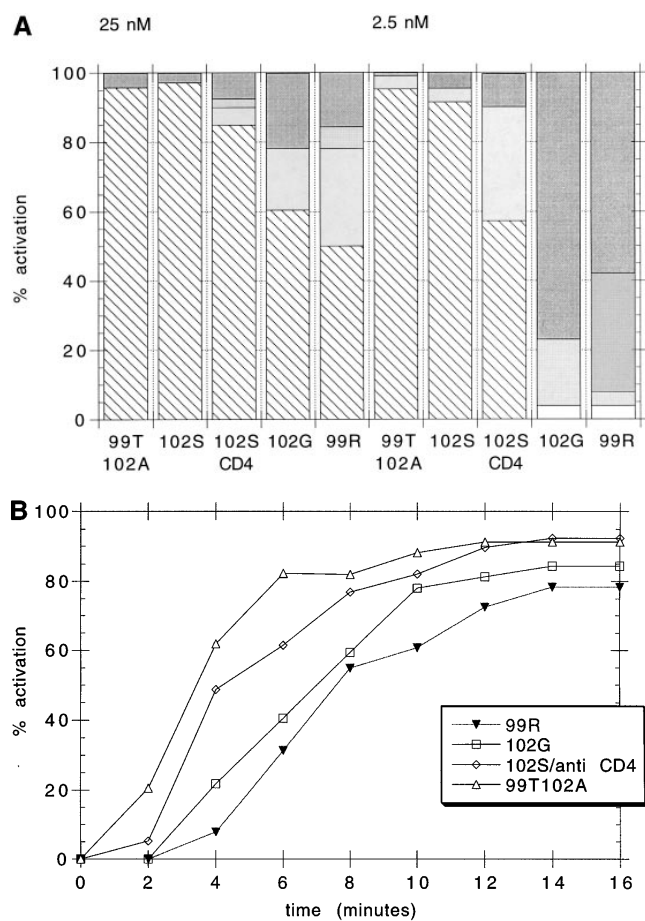 A
25 nM 2.5 nM
100
80
60
40
20
0
% activation
99T 102S 102S 102G 99R 99T 102S 102S 102G 99R
102A CD4 102A CD4
B
100
80
60
40
20
0
% activation
99R
102G
102S/anti CD4
99T102A
0 2 4 6 8 10 12 14 16
time (minutes)